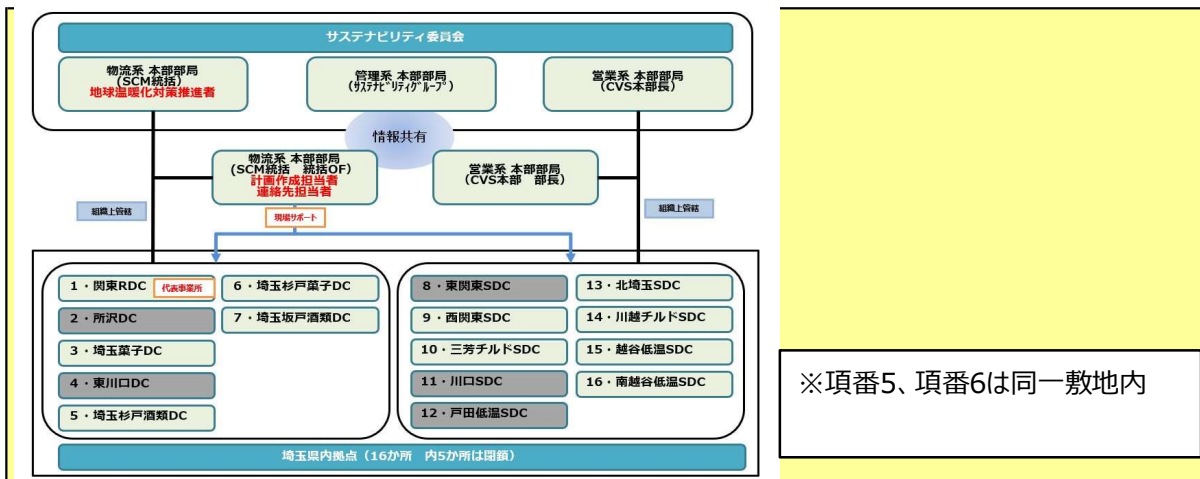 サステナビリティ委員会
物流系 本部部局
(SCM統括)
地球温暖化対策推進者
管理系 本部部局
(ｻｽﾃﾅﾋﾞﾘﾃｨｸﾞﾙｰﾌﾟ)
営業系 本部部局
(CVS本部長)
情報共有
物流系 本部部局
(SCM統括 統括OF)
計画作成担当者
連絡先担当者
営業系 本部部局
(CVS本部 部長)
組織上管轄
現場サポート
組織上管轄
1・関東RDC
代表事業所
2・所沢DC
3・埼玉菓子DC
4・東川口DC
5・埼玉杉戸酒類DC
6・埼玉杉戸菓子DC
7・埼玉坂戸酒類DC
8・東関東SDC
9・西関東SDC
10・三芳チルドSDC
11・川口SDC
12・戸田低温SDC
13・北埼玉SDC
14・川越チルドSDC
15・越谷低温SDC
16・南越谷低温SDC
埼玉県内拠点（16か所 内5か所は閉鎖）
※項番5、項番6は同一敷地内